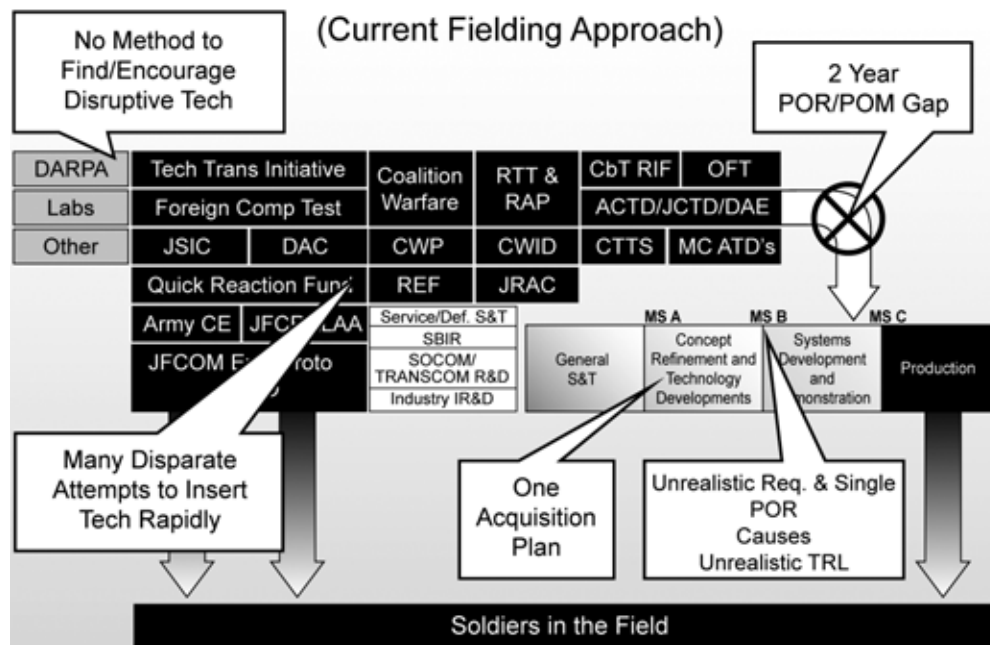 (Current Fielding Approach)
No Method to
Find/Encourage
Disruptive Tech
2 Year
POR/POM Gap
DARPA
Tech Trans Initiative
Coalition
Warfare
RTT &
RAP
CbT RIF
OFT
Labs
Foreign Comp Test
ACTD/JCTD/DAE
Other
JSIC
DAC
CWP
CWID
CTTS
MC ATD's
Quick Reaction Fund
REF
JRAC
Army CE
Service/Def. S&T
SBIR
SOCOM/
TRANSCOM R&D
Industry IR&D
JFCOM
MS A
MS B
MS C
General
S&T
Concept
Refinement and
Technology
Developments
Systems
Development
and
Production
Many Disparate
Attempts to Insert
Tech Rapidly
One
Acquisition
Plan
Unrealistic Req. & Single
POR
Causes
Unrealistic TRL
Soldiers in the Field